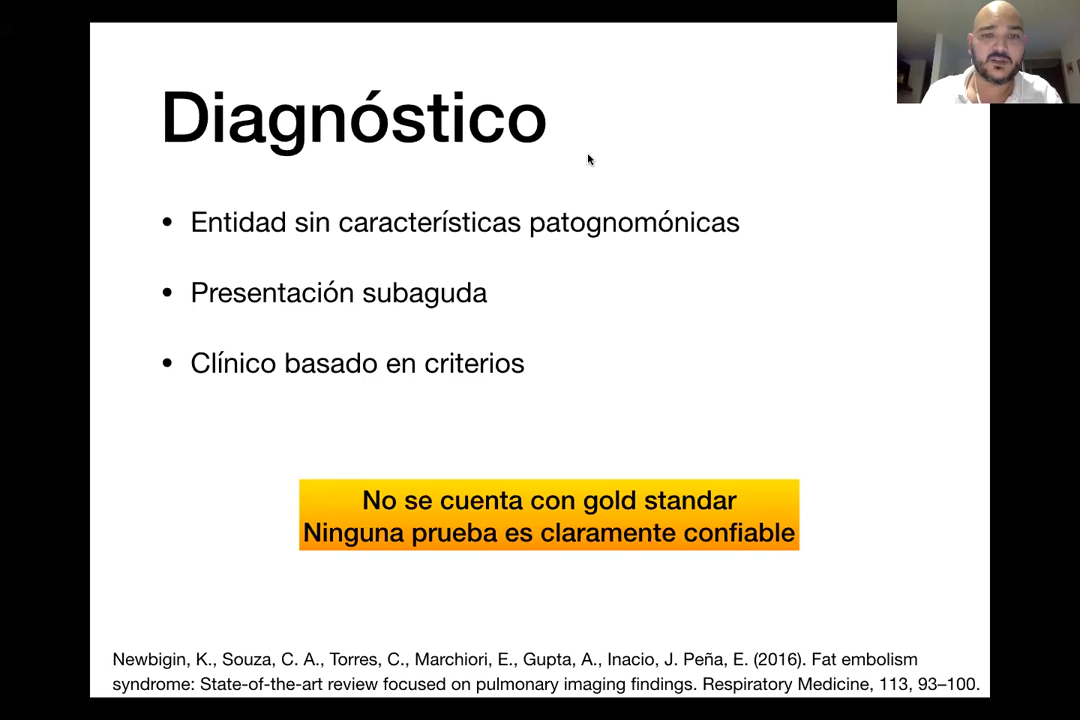 Diagnóstico
• Entidad sin características patognomónicas
• Presentación subaguda
• Clínico basado en criterios
No se cuenta con gold standar
Ninguna prueba es claramente confiable
Newbigin, K., Souza, C. A., Torres, C., Marchiori, E., Gupta, A., Inacio, J. Peña, E. (2016). Fat embolism
syndrome: State-of-the-art review focused on pulmonary imaging findings. Respiratory Medicine, 113, 93–100.